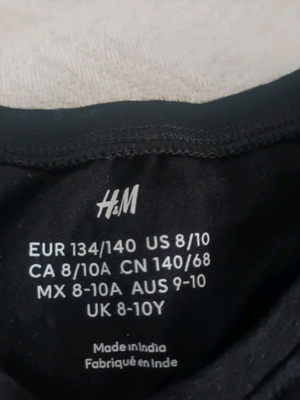 H&M
EUR 134/140 US 8/10
CA 8/10A CN 140/68
MX 8-10A AUS 9-10
UK 8-10Y
Made in India
Fabriqué en Inde